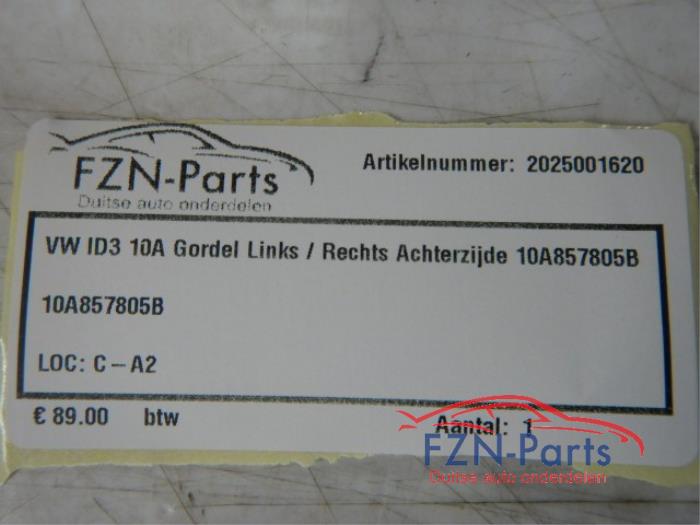 FZN-Parts
Duitse auto onderdelen
Artikelnummer: 2025001620
VW ID3 10A Gordel Links / Rechts Achterzijde 10A857805B
10A857805B
LOC: C-A2
€ 89.00 btw
Aantal: 1
FZN-Parts
Duitse auto onderdelen